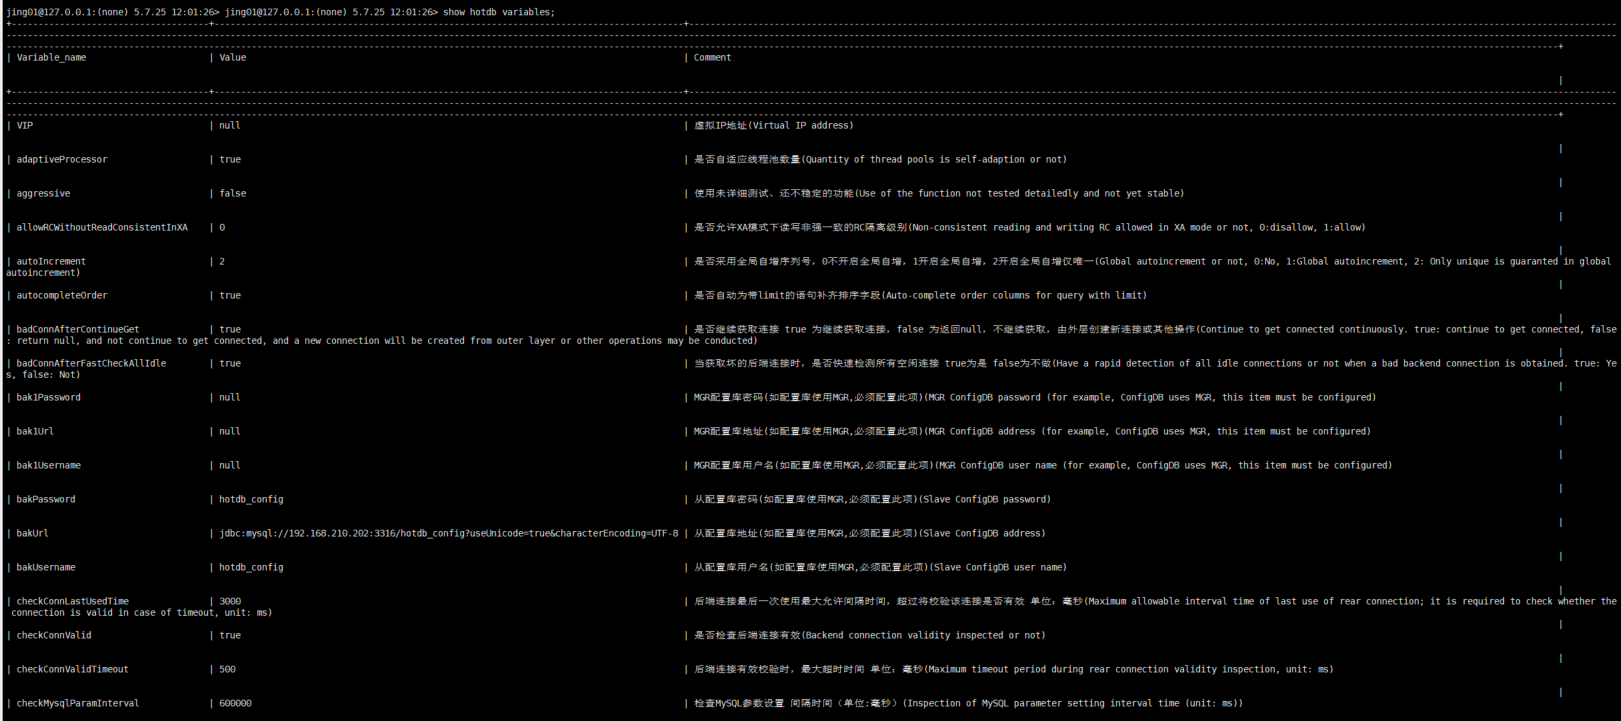 jing01@127.0.0.1:(none) 5.7.25 12:01:26> jing01@127.0.0.1:(none) 5.7.25 12:01:26> show hotdb variables;
| Variable_name | Value | Comment |
| VIP | null | 虚拟IP地址(Virtual IP address) |
| adaptiveProcessor | true | 是否自适应线程池数量(Quantity of thread pools is self-adaption or not) |
| aggressive | false | 使用未详细测试、还不稳定的功能(Use of the function not tested detailedly and not yet stable) |
| allowRCWithoutReadConsistentInXA | 0 | 是否允许XA模式下读写非强一致的RC隔离级别(Non-consistent reading and writing RC allowed in XA mode or not, 0:disallow, 1:allow) |
| autoIncrement | 2 | 是否采用全局自增序列号，0不开启全局自增，1开启全局自增，2开启全局自增仅唯一(Global autoincrement or not, 0:No, 1:Global autoincrement, 2: Only unique is guaranted in global
autoincrement) |
| autocompleteOrder | true | 是否自动为带limit的语句补齐排序字段(Auto-complete order columns for query with limit) |
| badConnAfterContinueGet | true | 是否继续获取连接 true 为继续获取连接，false 为返回null，不继续获取，由外层创建新连接或其他操作(Continue to get connected continuously. true: continue to get connected, false
: return null, and not continue to get connected, and a new connection will be created from outer layer or other operations may be conducted) |
| badConnAfterFastCheckAllIdle | true | 当获取坏的后端连接时，是否快速检测所有空闲连接 true为是 false为不做(Have a rapid detection of all idle connections or not when a bad backend connection is obtained. true: Ye
s, false: Not) |
| bak1Password | null | MGR配置库密码(如配置库使用MGR,必须配置此项)(MGR ConfigDB password (for example, ConfigDB uses MGR, this item must be configured) |
| bak1Url | null | MGR配置库地址(如配置库使用MGR,必须配置此项)(MGR ConfigDB address (for example, ConfigDB uses MGR, this item must be configured) |
| bak1Username | null | MGR配置库用户名(如配置库使用MGR,必须配置此项)(MGR ConfigDB user name (for example, ConfigDB uses MGR, this item must be configured) |
| bakPassword | hotdb_config | 从配置库密码(如配置库使用MGR,必须配置此项)(Slave ConfigDB password) |
| bakUrl | jdbc:mysql://192.168.210.202:3316/hotdb_config?useUnicode=true&characterEncoding=UTF-8 | 从配置库地址(如配置库使用MGR,必须配置此项)(Slave ConfigDB address) |
| bakUsername | hotdb_config | 从配置库用户名(如配置库使用MGR,必须配置此项)(Slave ConfigDB user name) |
| checkConnLastUsedTime | 3000 | 后端连接最后一次使用最大允许间隔时间，超过将校验该连接是否有效 单位：毫秒(Maximum allowable interval time of last use of rear connection; it is required to check whether the
connection is valid in case of timeout, unit: ms) |
| checkConnValid | true | 是否检查后端连接有效(Backend connection validity inspected or not) |
| checkConnValidTimeout | 500 | 后端连接有效校验时，最大超时时间 单位：毫秒(Maximum timeout period during rear connection validity inspection, unit: ms) |
| checkMysqlParamInterval | 600000 | 检查MySQL参数设置 间隔时间（单位:毫秒）(Inspection of MySQL parameter setting interval time (unit: ms))